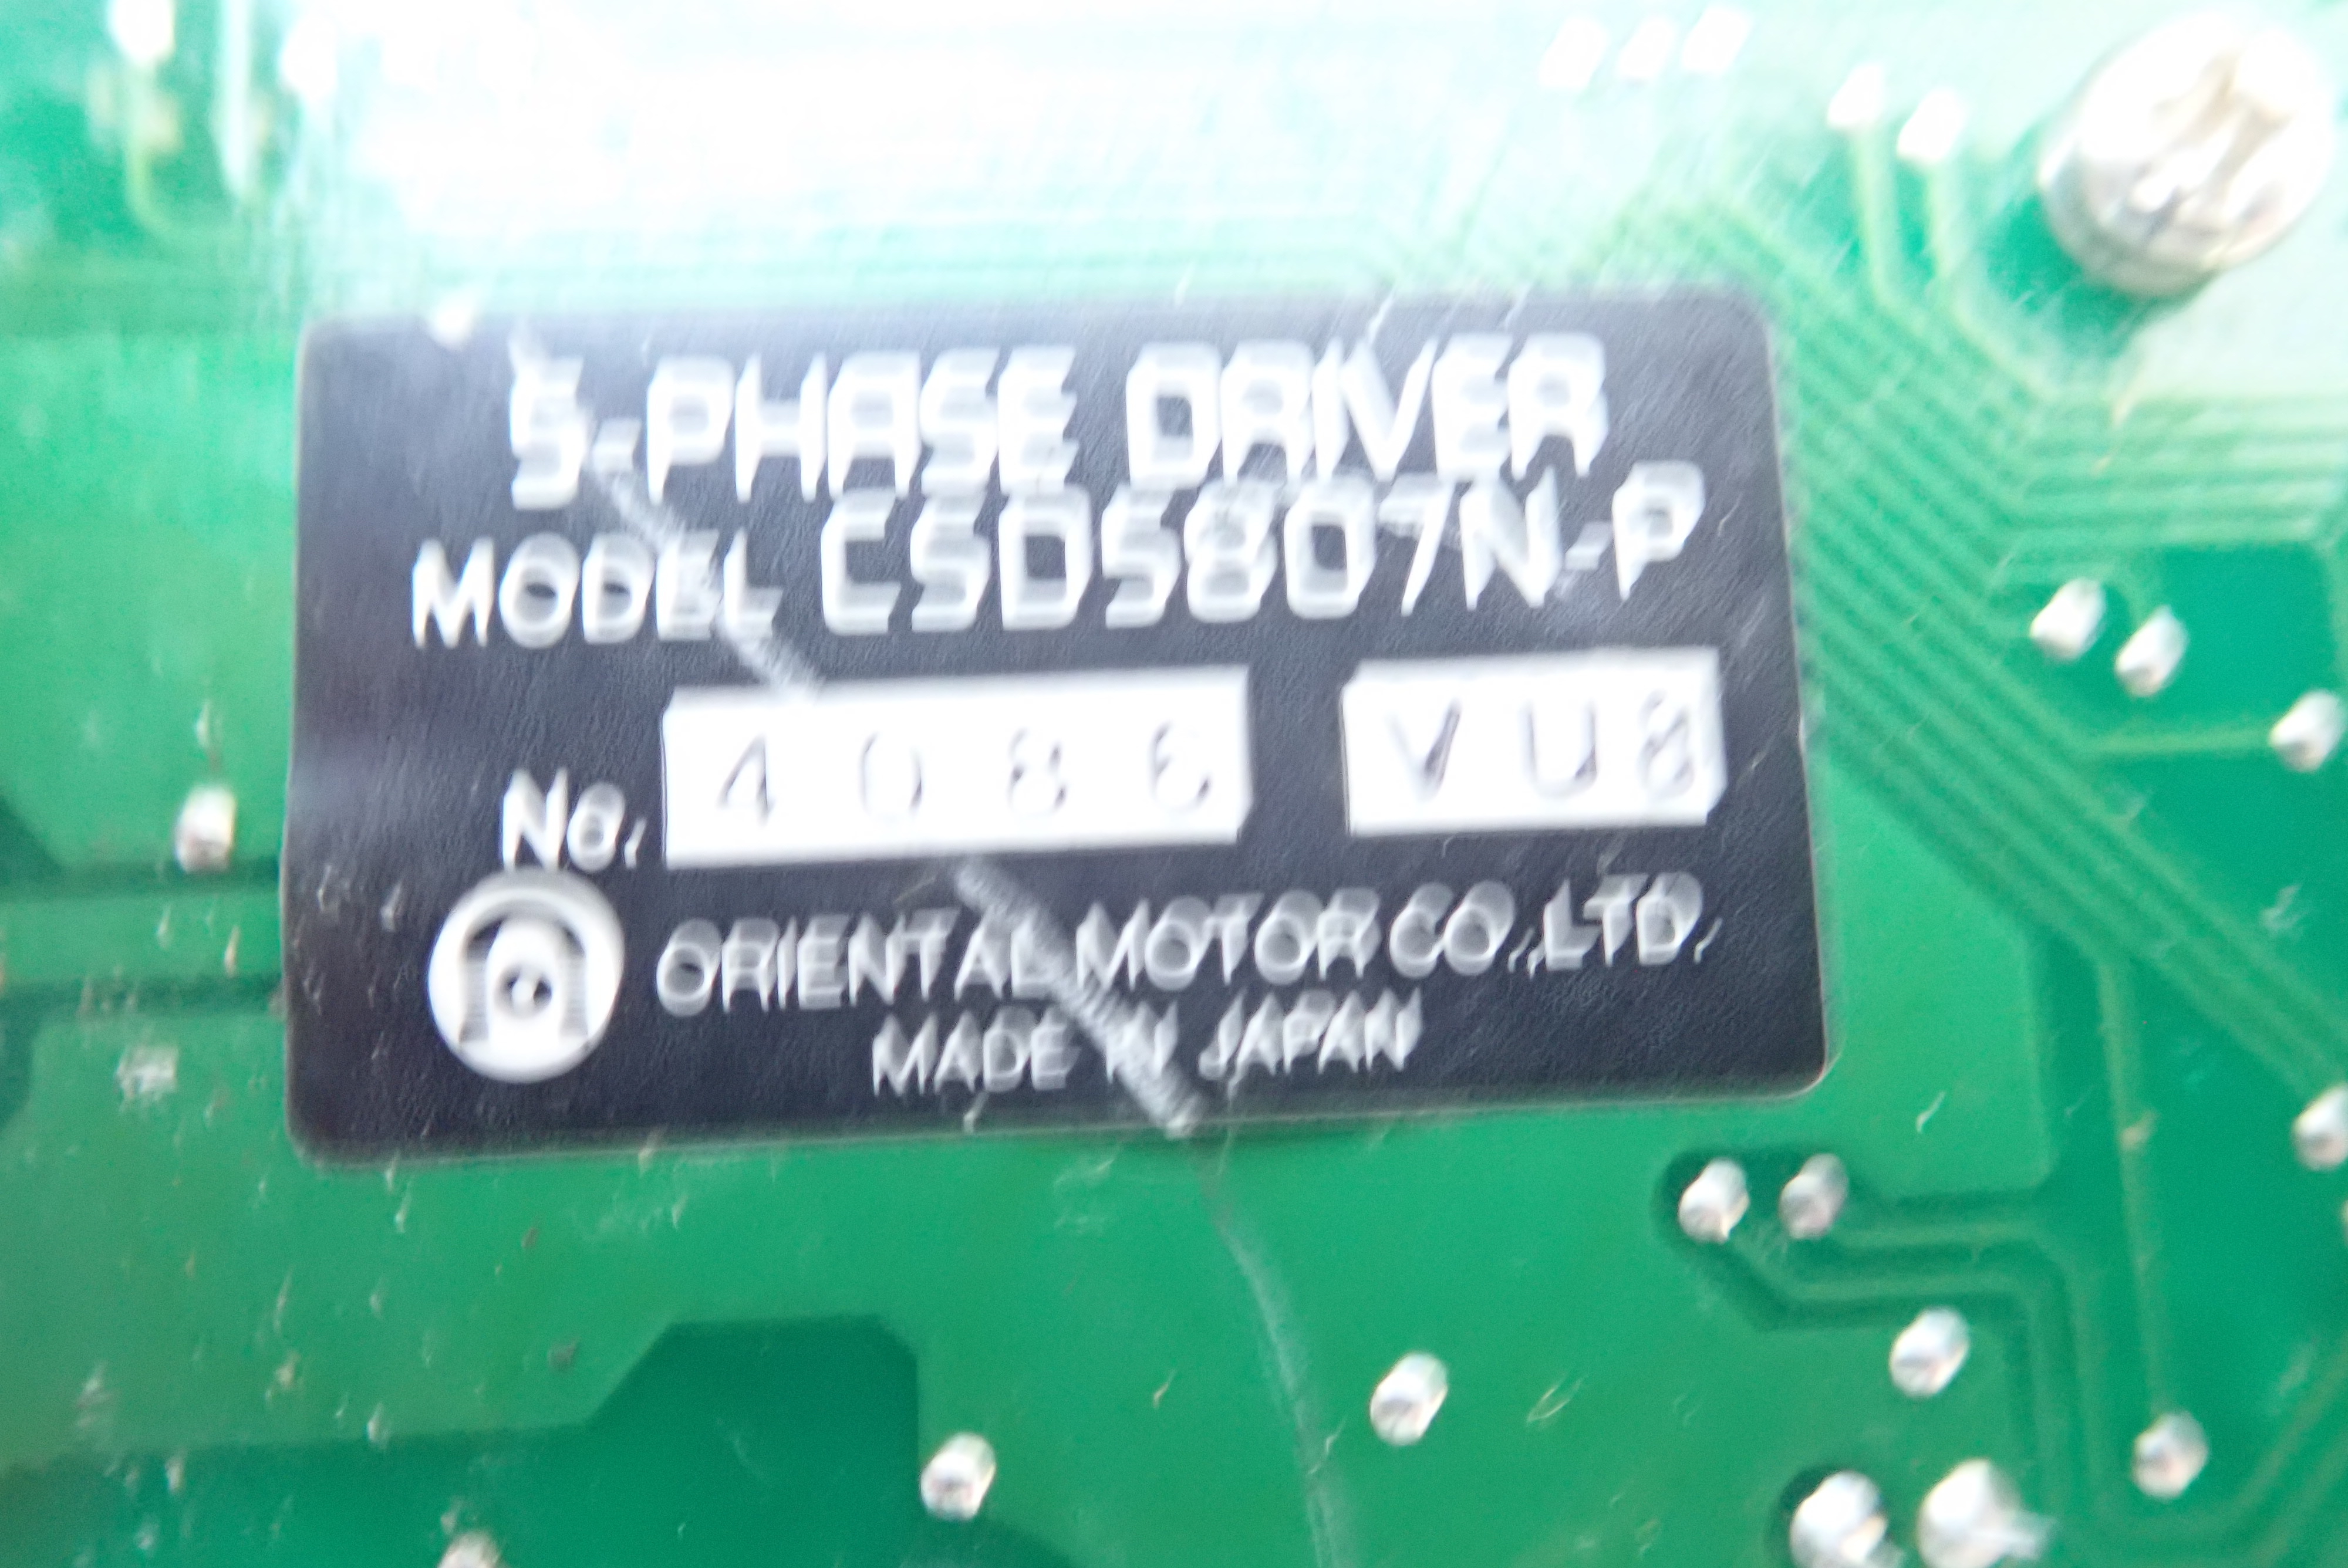 5-PHASE DRIVER
MODEL CSD5807N-P
No. 4086 VU8
ORIENTAL MOTOR CO.,LTD.
MADE IN JAPAN